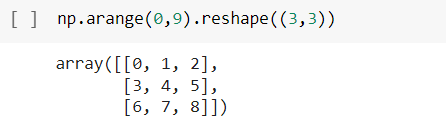 [ ] np.arange(0,9).reshape((3,3))
array([[0, 1, 2],
       [3, 4, 5],
       [6, 7, 8]])